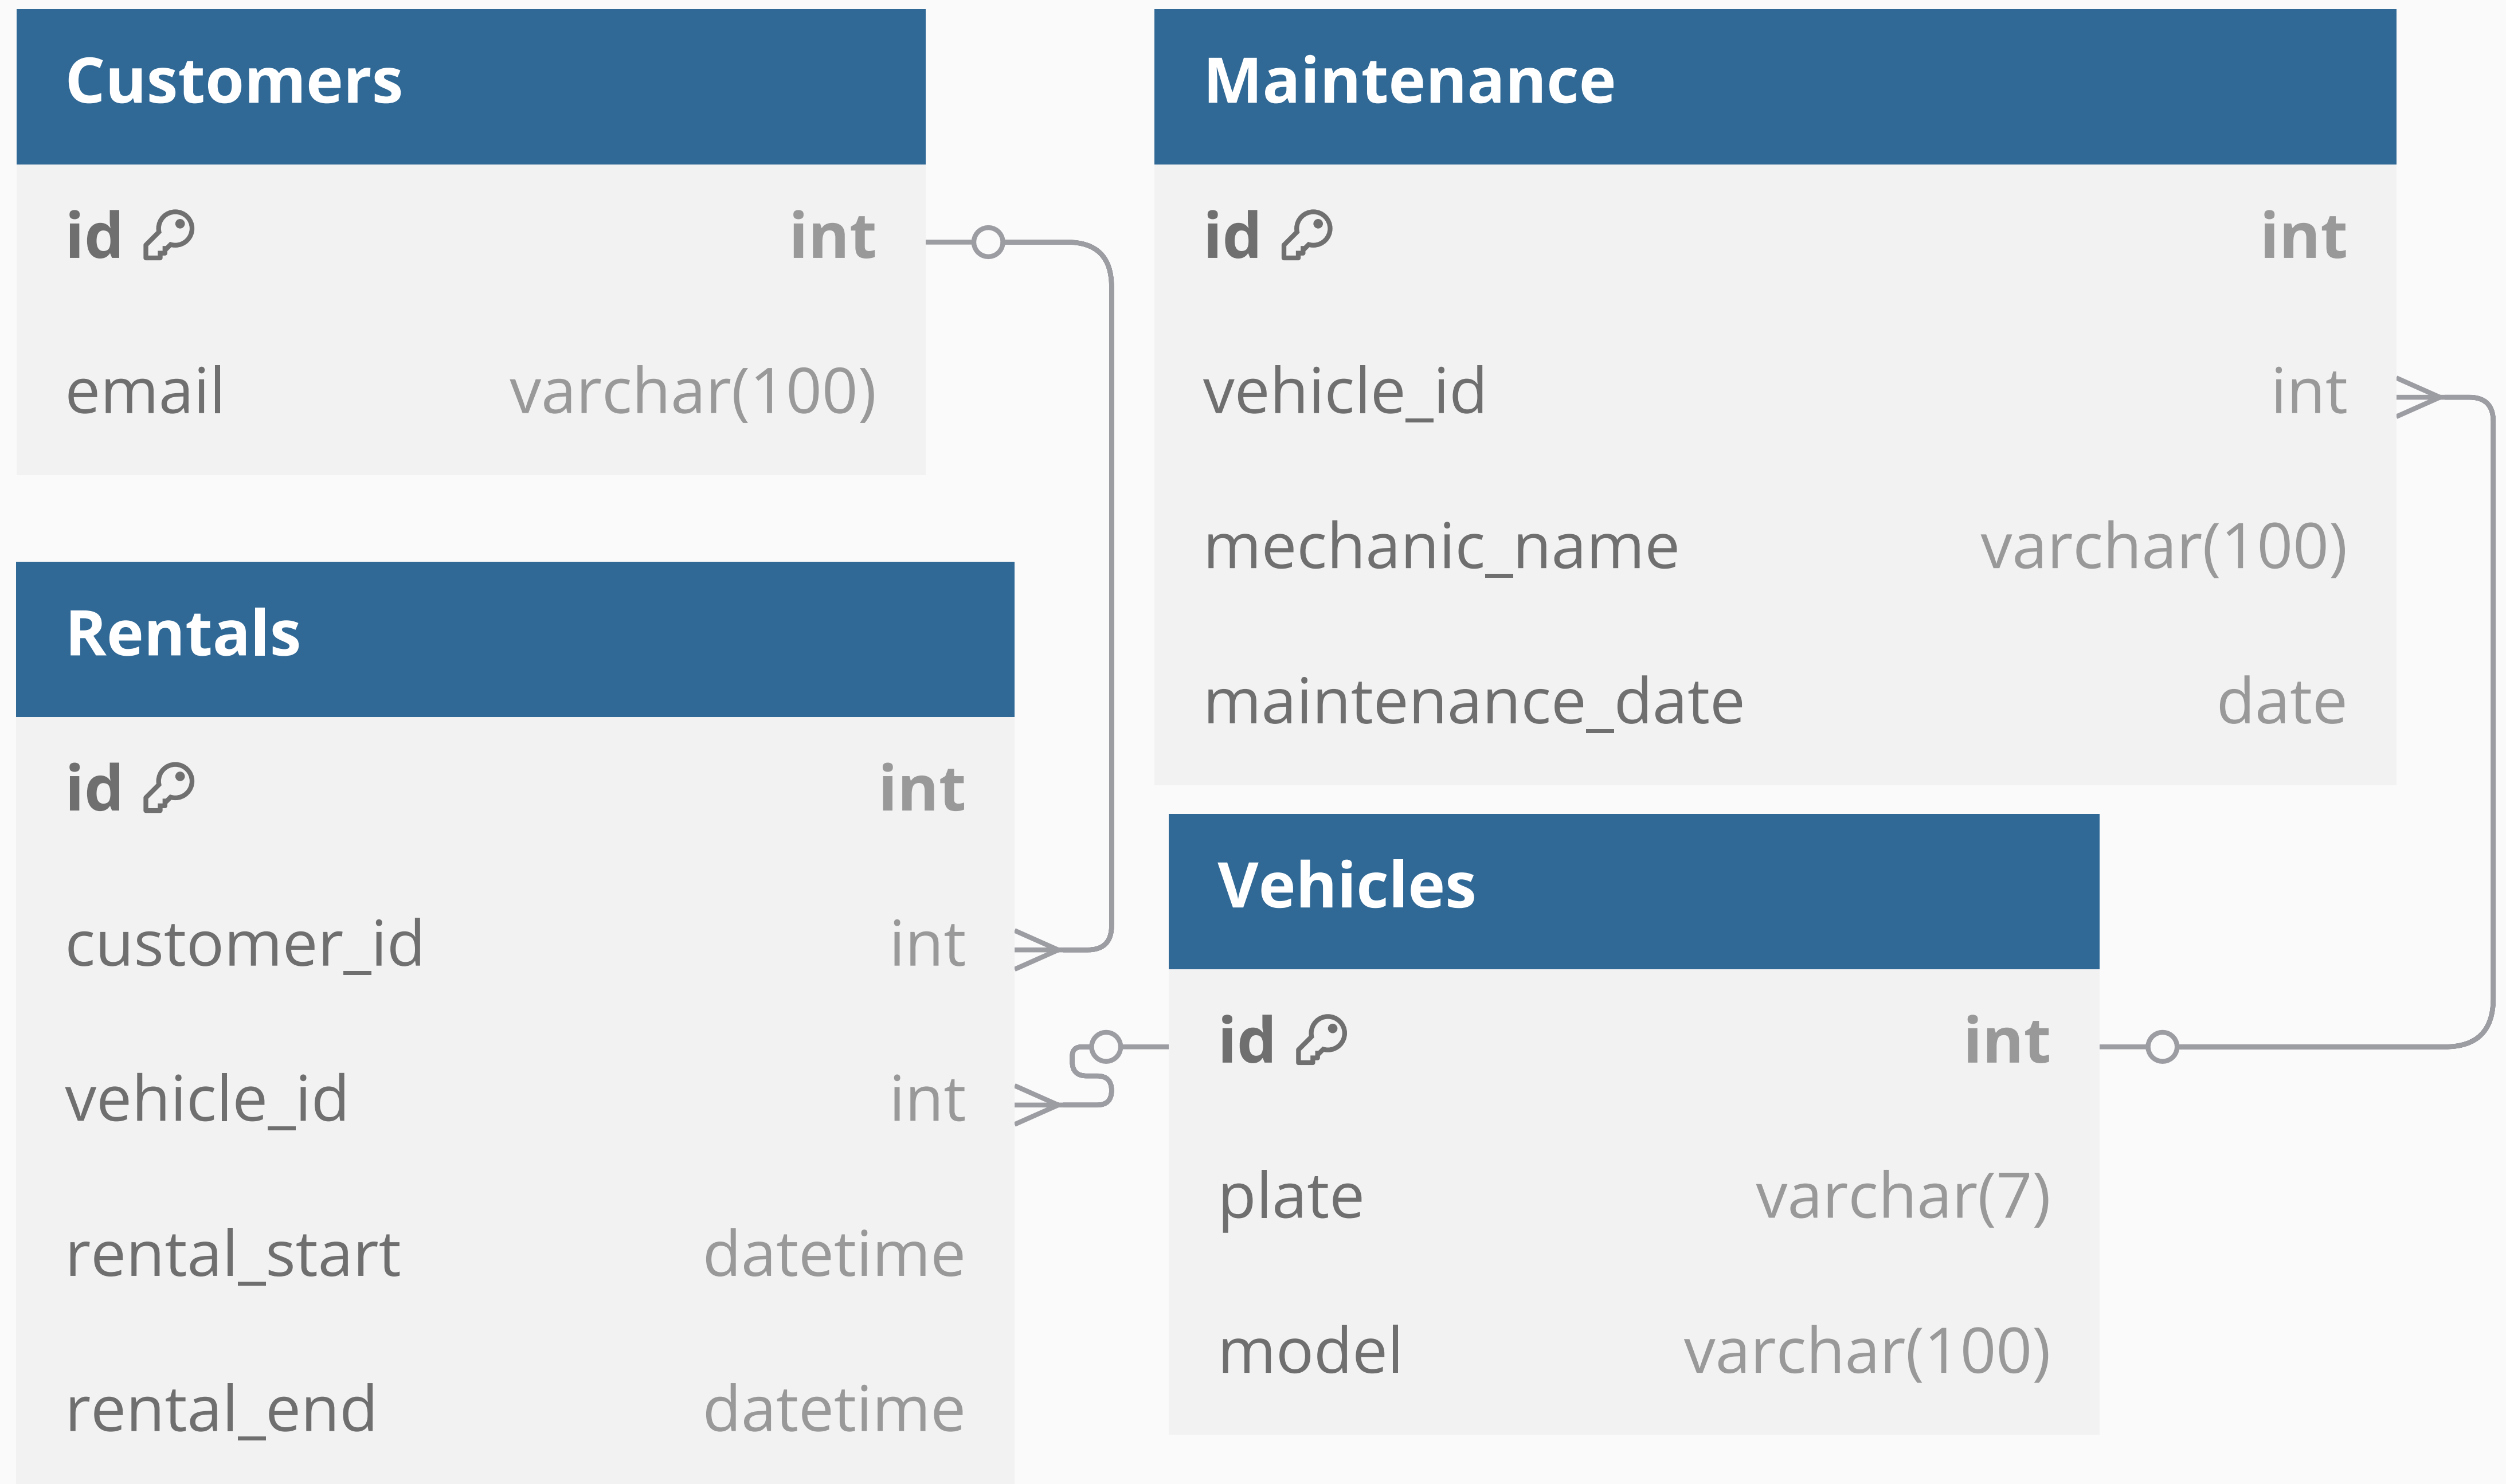 Customers
id int
email varchar(100)
Maintenance
id int
vehicle_id int
mechanic_name varchar(100)
maintenance_date date
Rentals
id int
customer_id int
vehicle_id int
rental_start datetime
rental_end datetime
Vehicles
id int
plate varchar(7)
model varchar(100)